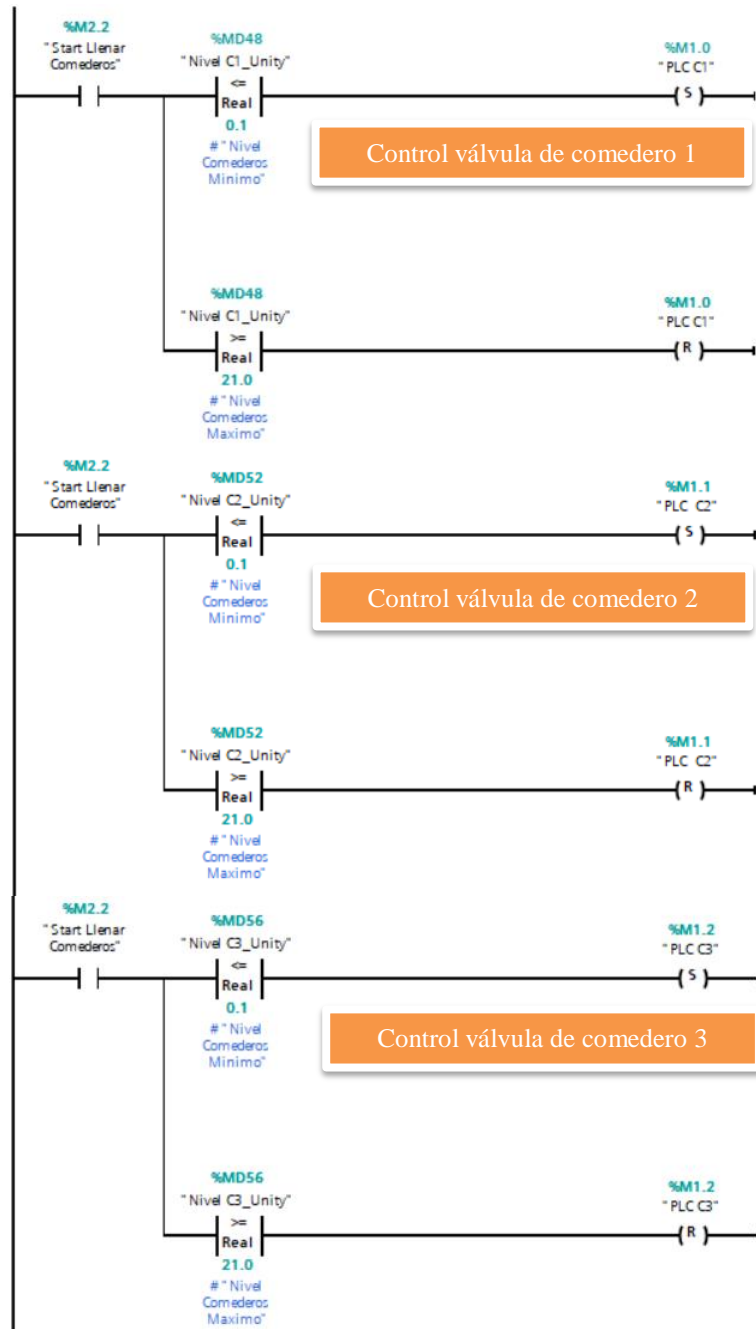 %M2.2
"Start Llenar
Comederos"
%MD48
"Nivel C1_Unity"
<=
Real
0.1
#"Nivel
Comederos
Minimo"
%M1.0
"PLC C1"
S
Control válvula de comedero 1
%MD48
"Nivel C1_Unity"
>=
Real
21.0
#"Nivel
Comederos
Maximo"
%M1.0
"PLC C1"
R
%M2.2
"Start Llenar
Comederos"
%MD52
"Nivel C2_Unity"
<=
Real
0.1
#"Nivel
Comederos
Minimo"
%M1.1
"PLC C2"
S
Control válvula de comedero 2
%MD52
"Nivel C2_Unity"
>=
Real
21.0
#"Nivel
Comederos
Maximo"
%M1.1
"PLC C2"
R
%M2.2
"Start Llenar
Comederos"
%MD56
"Nivel C3_Unity"
<=
Real
0.1
#"Nivel
Comederos
Minimo"
%M1.2
"PLC C3"
S
Control válvula de comedero 3
%MD56
"Nivel C3_Unity"
>=
Real
21.0
#"Nivel
Comederos
Maximo"
%M1.2
"PLC C3"
R